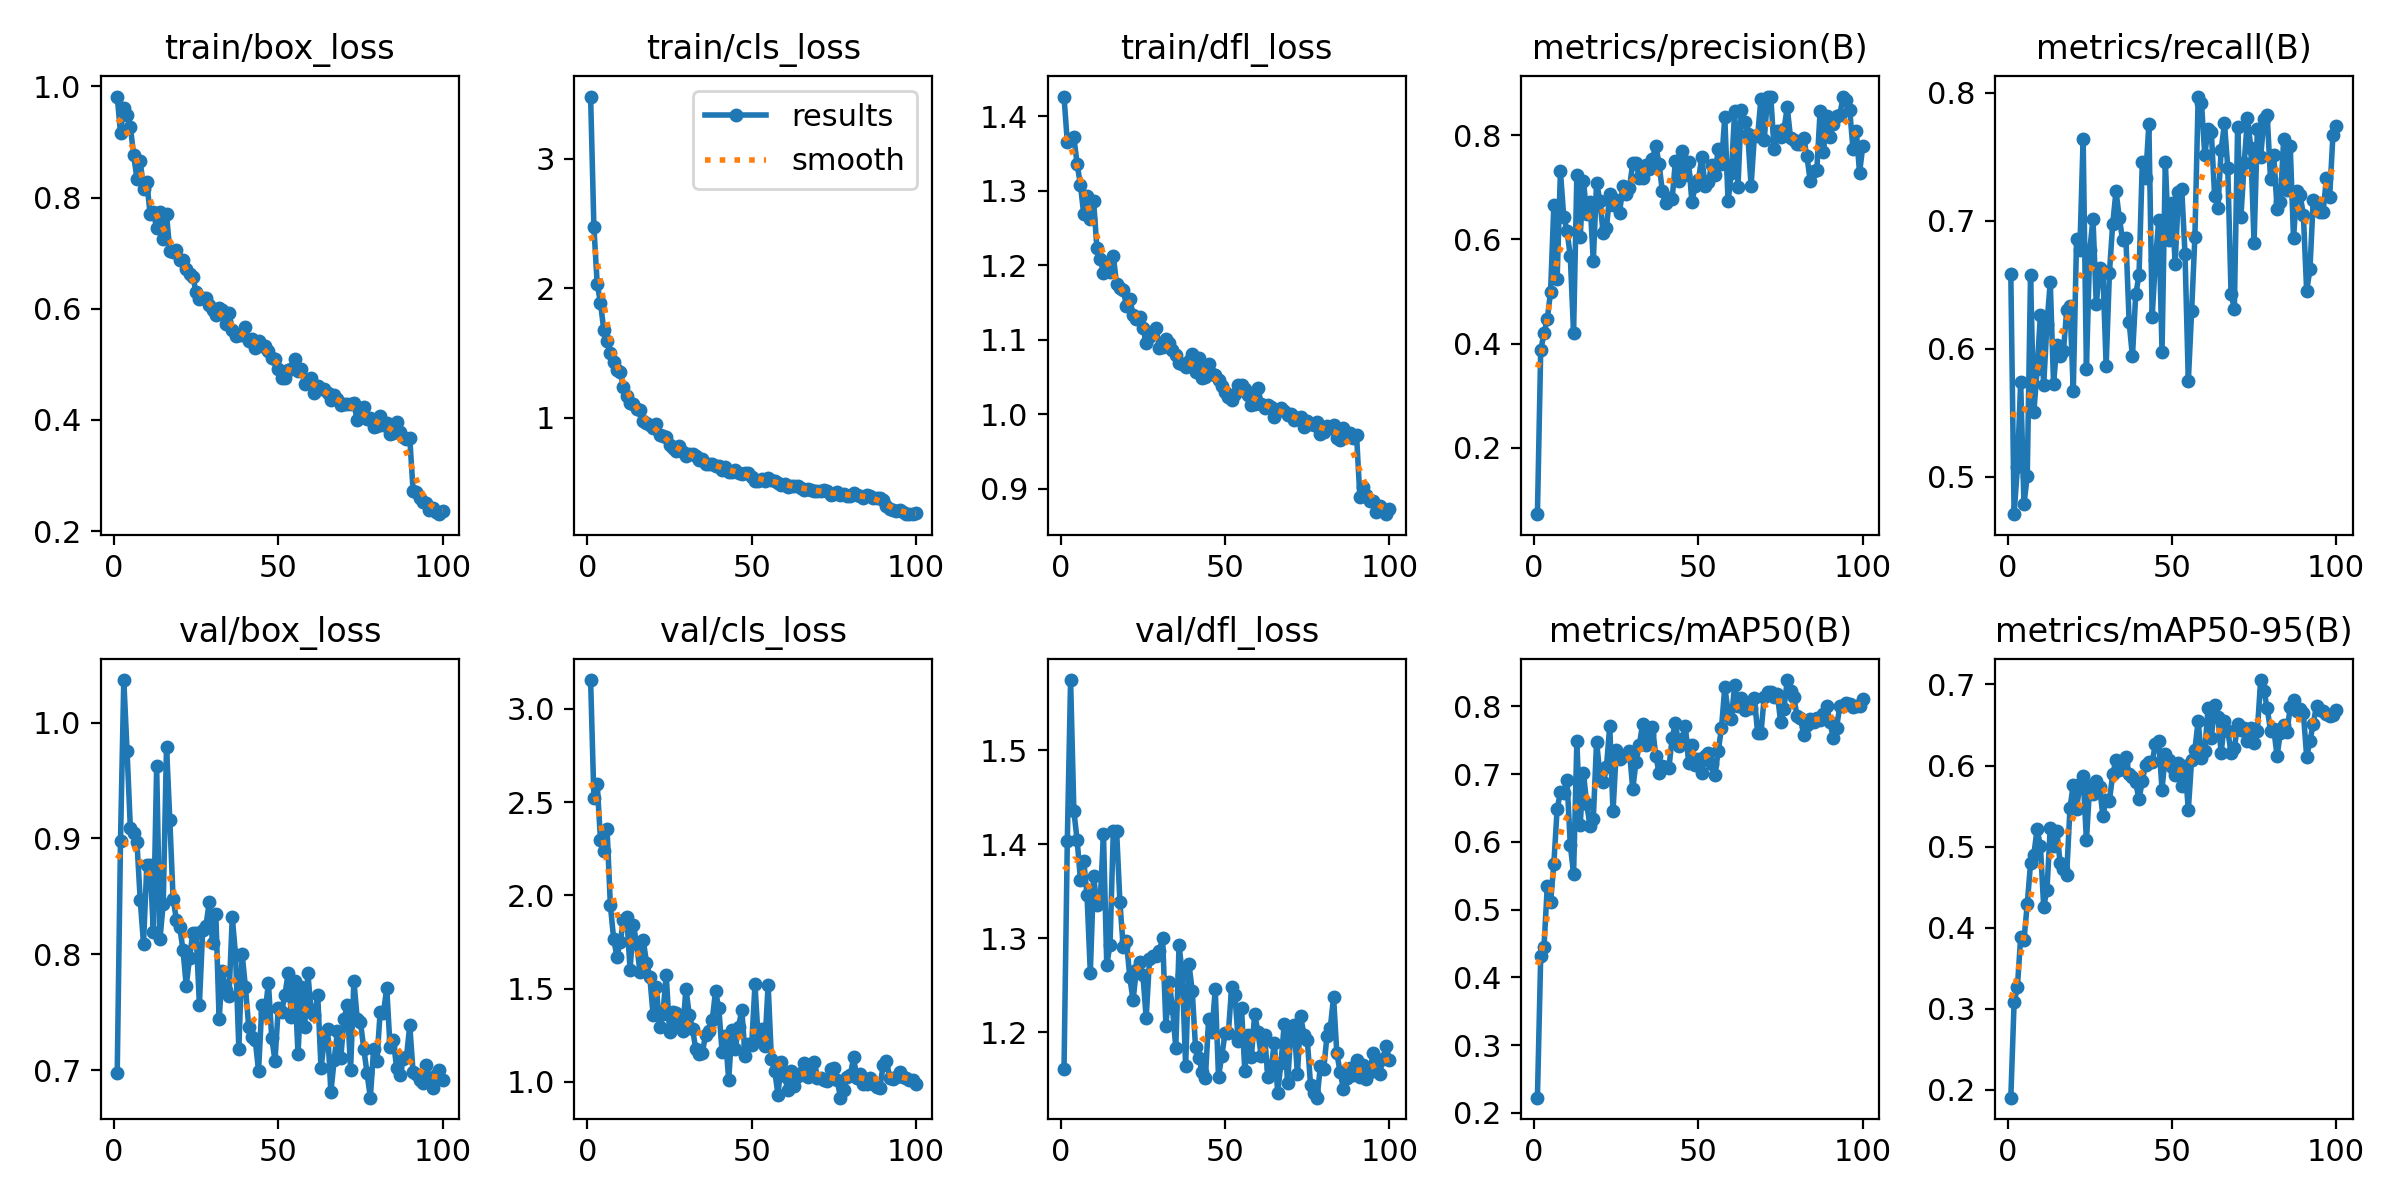 train/box_loss
1.0
0.8
0.6
0.4
0.2
0 50 100
train/cls_loss
results
smooth
3
2
1
0 50 100
train/dfl_loss
1.4
1.3
1.2
1.1
1.0
0.9
0 50 100
metrics/precision(B)
0.8
0.6
0.4
0.2
0 50 100
metrics/recall(B)
0.8
0.7
0.6
0.5
0 50 100
val/box_loss
1.0
0.9
0.8
0.7
0 50 100
val/cls_loss
3.0
2.5
2.0
1.5
1.0
0 50 100
val/dfl_loss
1.5
1.4
1.3
1.2
0 50 100
metrics/mAP50(B)
0.8
0.7
0.6
0.5
0.4
0.3
0.2
0 50 100
metrics/mAP50-95(B)
0.7
0.6
0.5
0.4
0.3
0.2
0 50 100